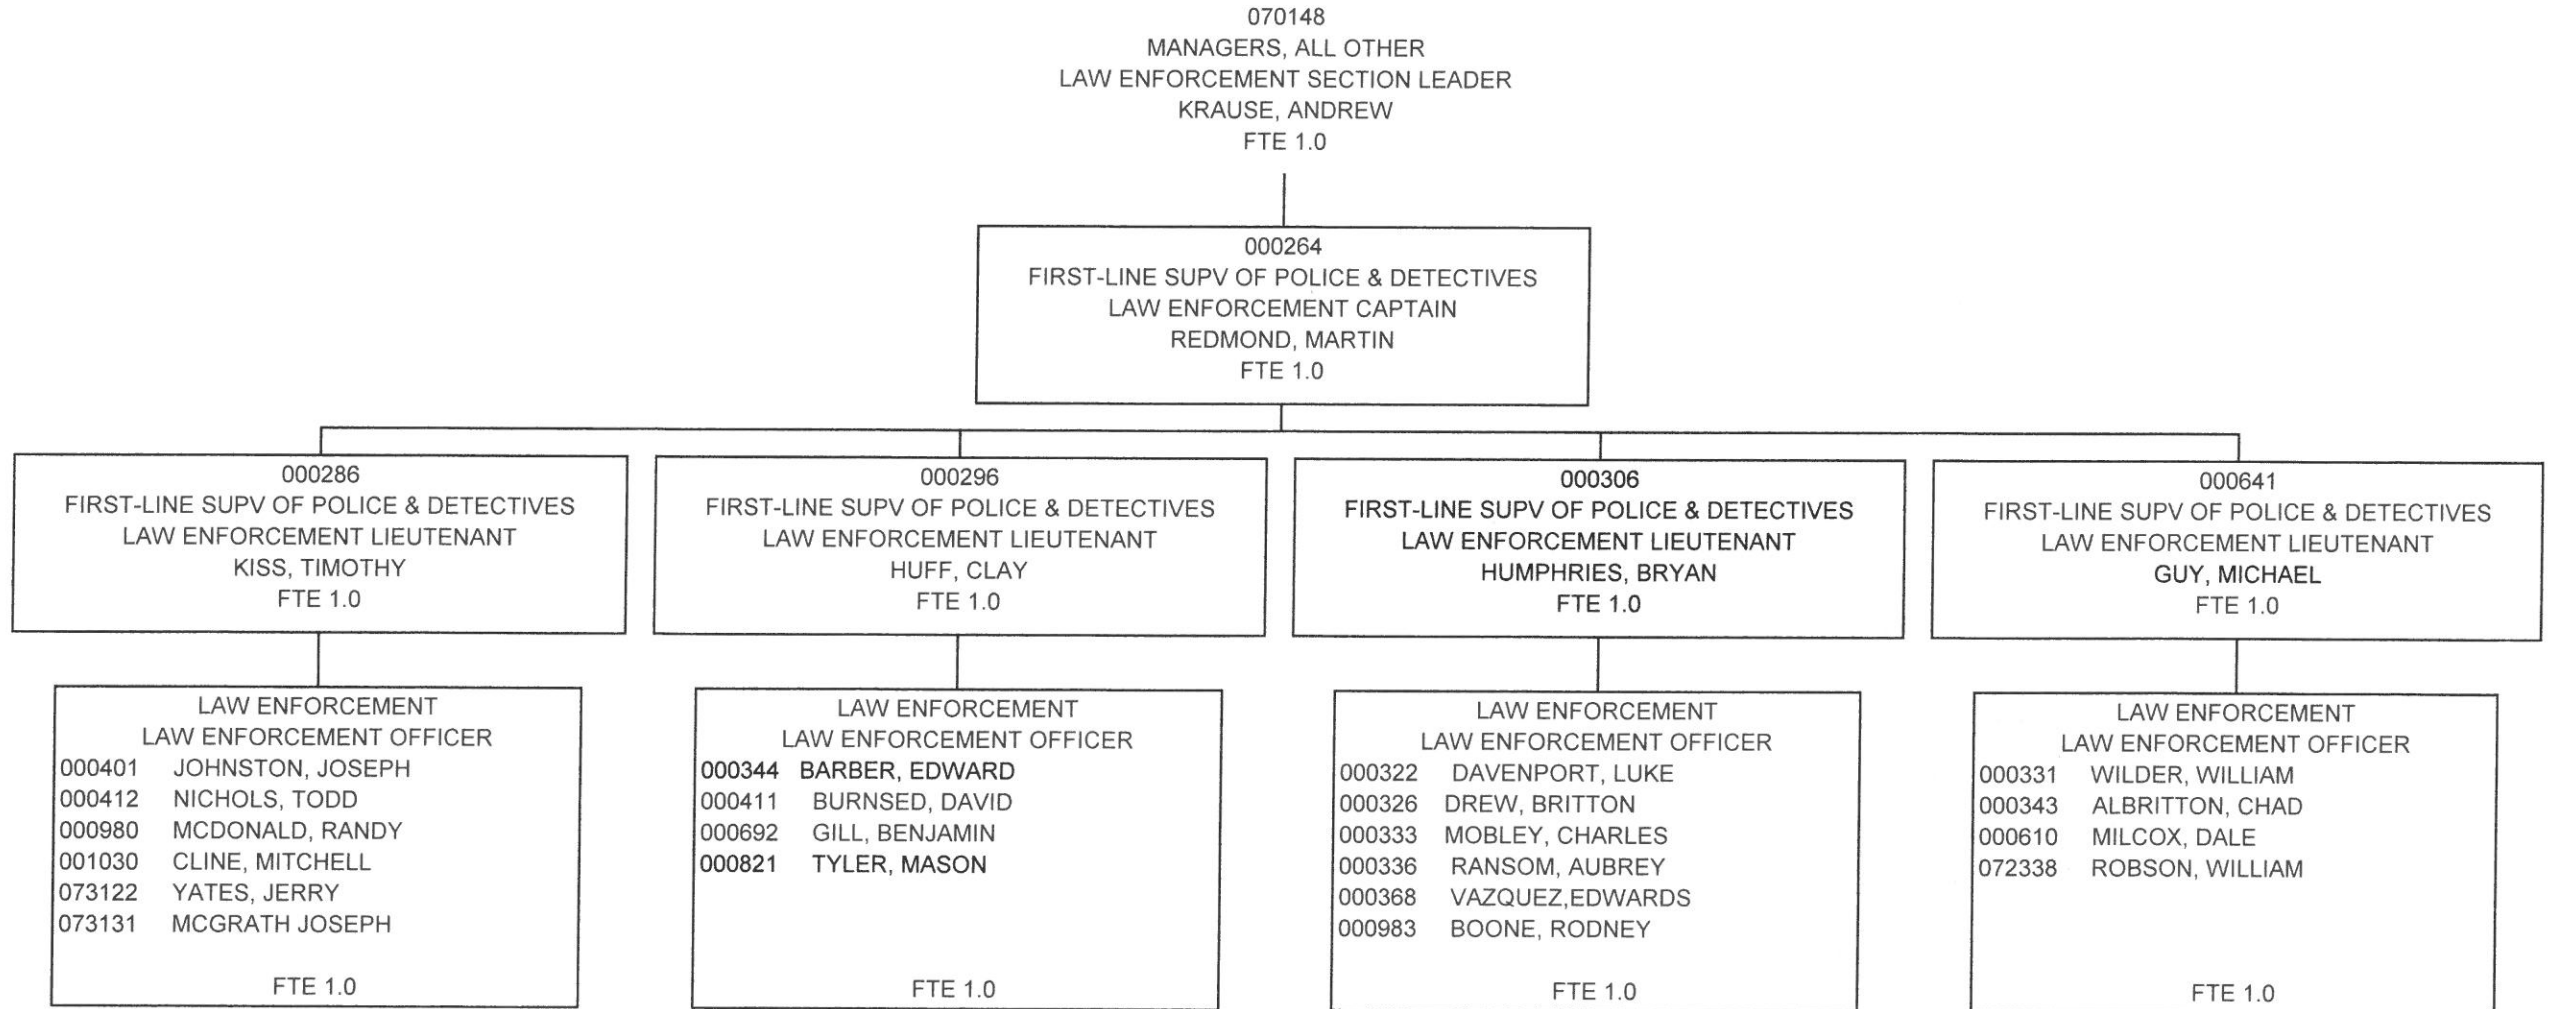 070148
MANAGERS, ALL OTHER
LAW ENFORCEMENT SECTION LEADER
KRAUSE, ANDREW
FTE 1.0
000264
FIRST-LINE SUPV OF POLICE & DETECTIVES
LAW ENFORCEMENT CAPTAIN
REDMOND, MARTIN
FTE 1.0
000286
FIRST-LINE SUPV OF POLICE & DETECTIVES
LAW ENFORCEMENT LIEUTENANT
KISS, TIMOTHY
FTE 1.0
000296
FIRST-LINE SUPV OF POLICE & DETECTIVES
LAW ENFORCEMENT LIEUTENANT
HUFF, CLAY
FTE 1.0
000306
FIRST-LINE SUPV OF POLICE & DETECTIVES
LAW ENFORCEMENT LIEUTENANT
HUMPHRIES, BRYAN
FTE 1.0
000641
FIRST-LINE SUPV OF POLICE & DETECTIVES
LAW ENFORCEMENT LIEUTENANT
GUY, MICHAEL
FTE 1.0
LAW ENFORCEMENT
LAW ENFORCEMENT OFFICER
000401 JOHNSTON, JOSEPH
000412 NICHOLS, TODD
000980 MCDONALD, RANDY
001030 CLINE, MITCHELL
073122 YATES, JERRY
073131 MCGRATH JOSEPH
FTE 1.0
LAW ENFORCEMENT
LAW ENFORCEMENT OFFICER
000344 BARBER, EDWARD
000411 BURNSED, DAVID
000692 GILL, BENJAMIN
000821 TYLER, MASON
FTE 1.0
LAW ENFORCEMENT
LAW ENFORCEMENT OFFICER
000322 DAVENPORT, LUKE
000326 DREW, BRITTON
000333 MOBLEY, CHARLES
000336 RANSOM, AUBREY
000368 VAZQUEZ,EDWARDS
000983 BOONE, RODNEY
FTE 1.0
LAW ENFORCEMENT
LAW ENFORCEMENT OFFICER
000331 WILDER, WILLIAM
000343 ALBRITTON, CHAD
000610 MILCOX, DALE
072338 ROBSON, WILLIAM
FTE 1.0